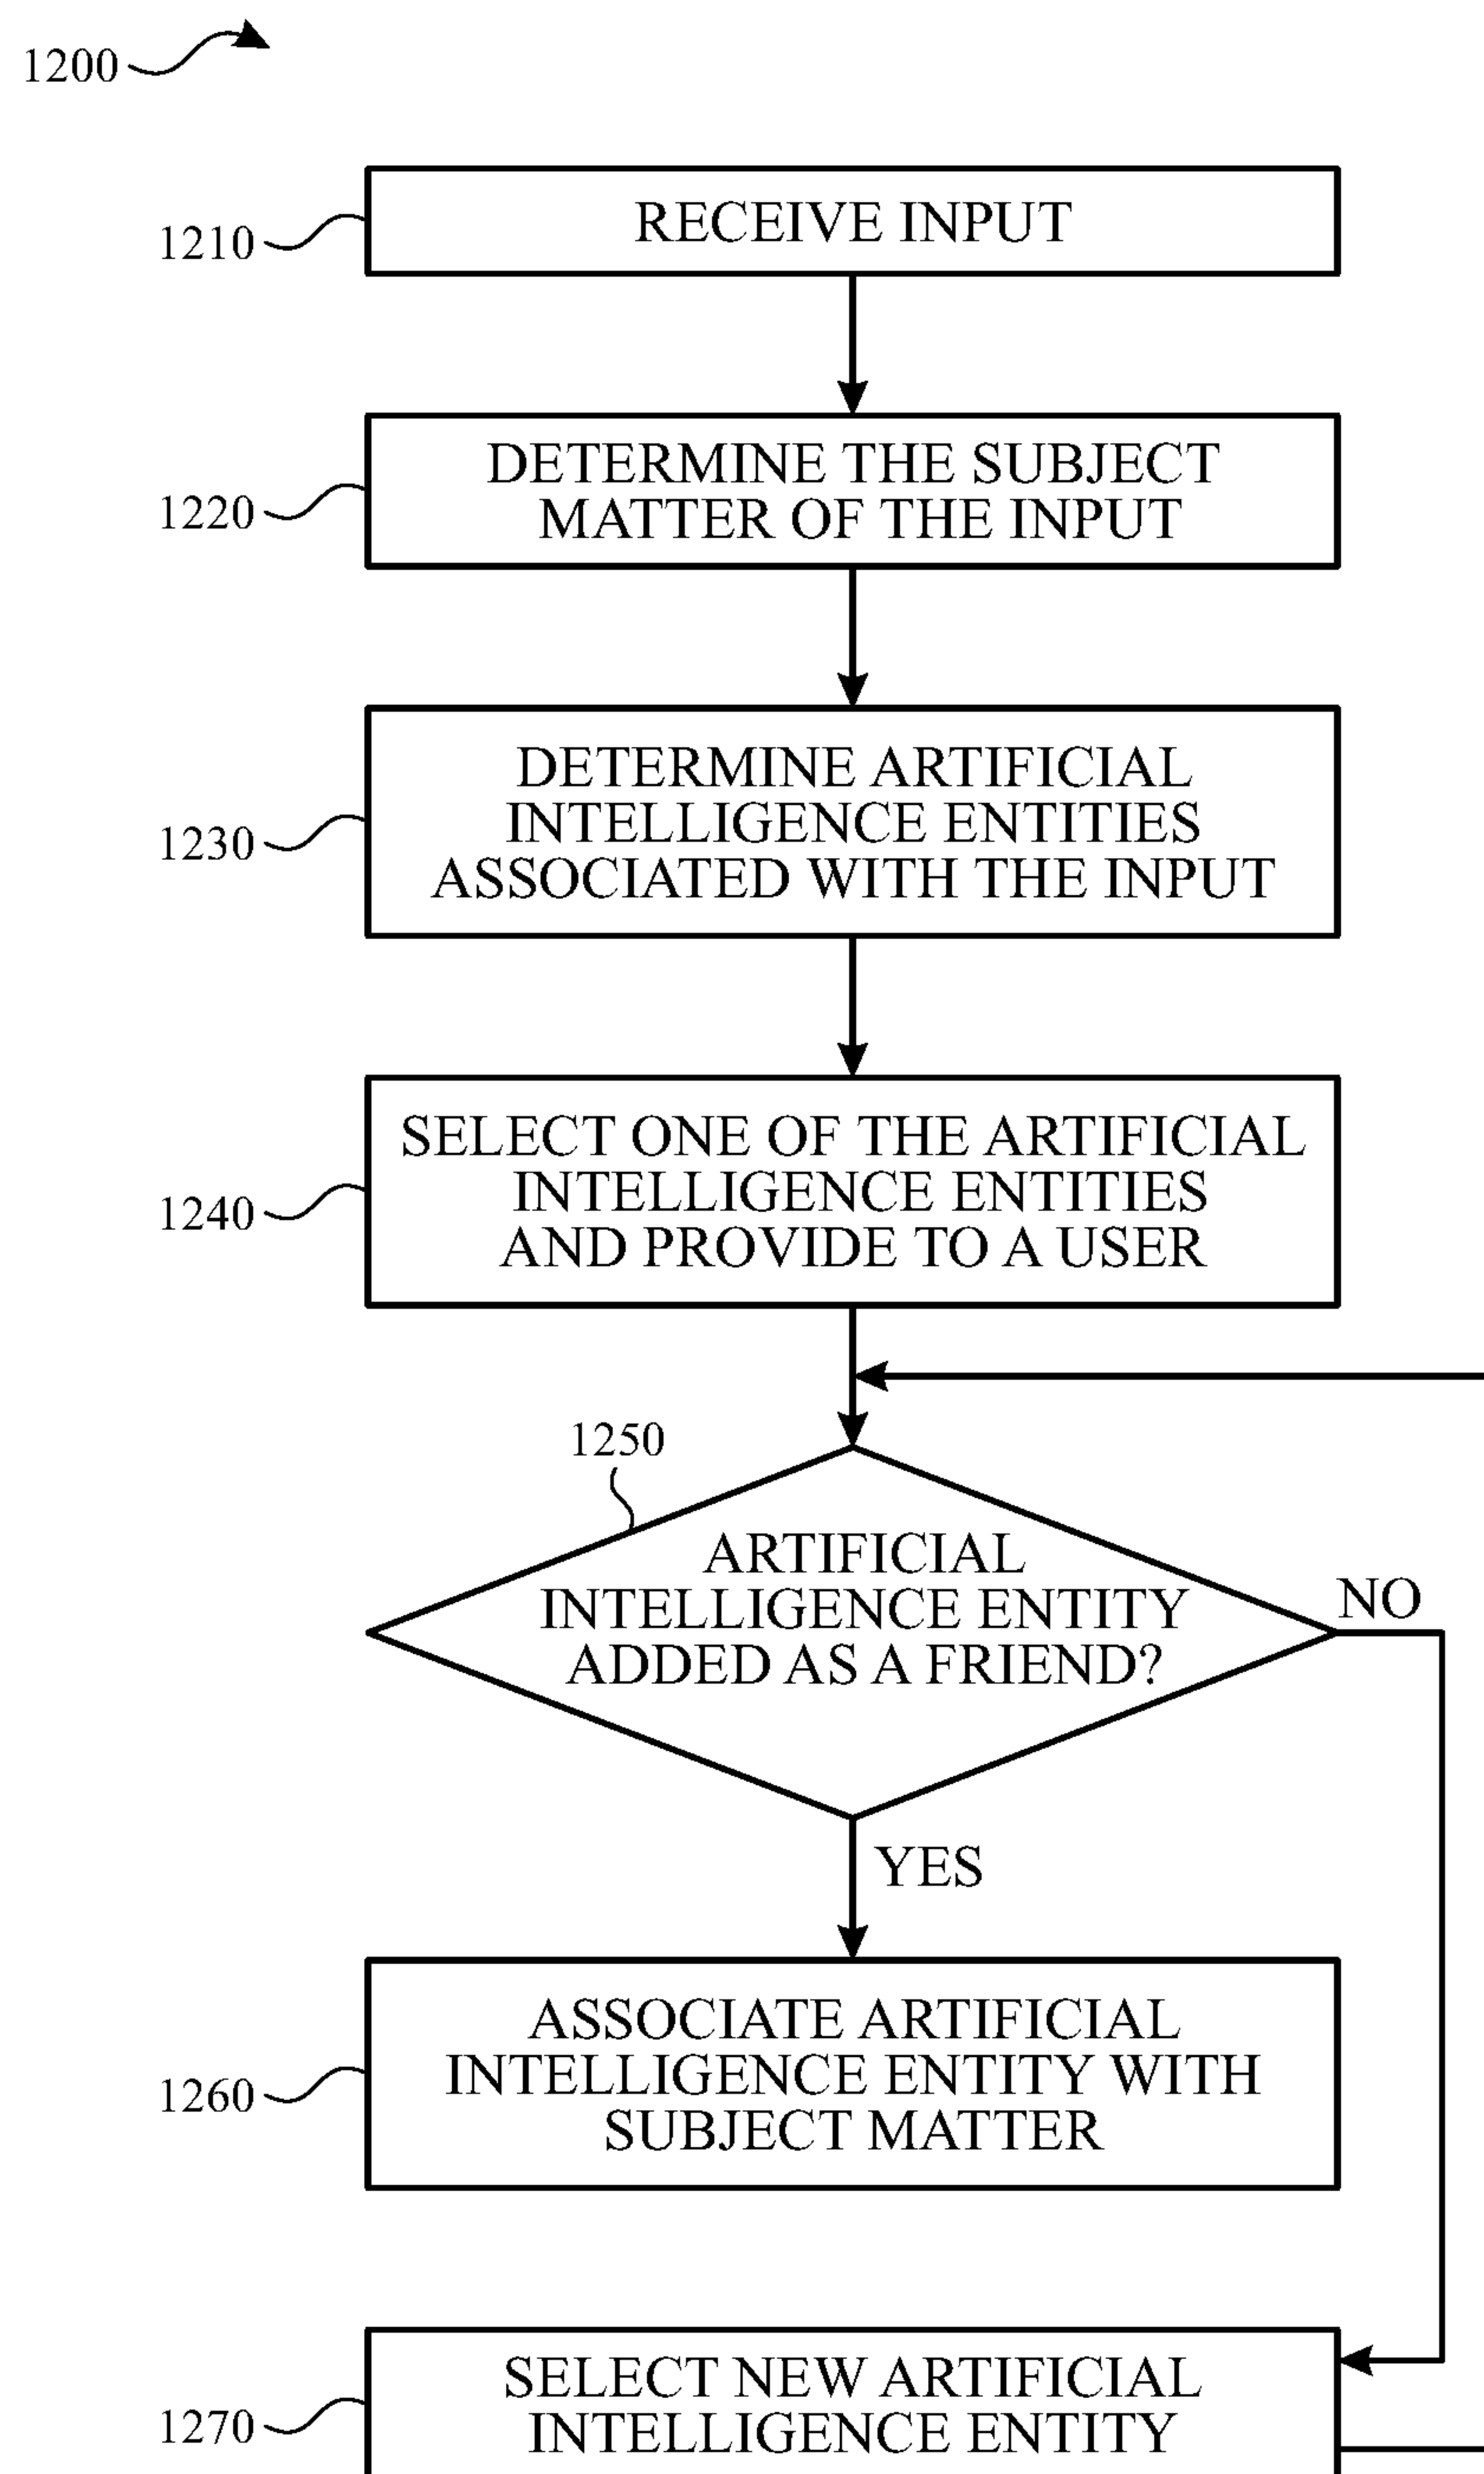 1200
1210
RECEIVE INPUT
1220
DETERMINE THE SUBJECT
MATTER OF THE INPUT
1230
DETERMINE ARTIFICIAL
INTELLIGENCE ENTITIES
ASSOCIATED WITH THE INPUT
1240
SELECT ONE OF THE ARTIFICIAL
INTELLIGENCE ENTITIES
AND PROVIDE TO A USER
1250
ARTIFICIAL
INTELLIGENCE ENTITY
ADDED AS A FRIEND?
NO
YES
1260
ASSOCIATE ARTIFICIAL
INTELLIGENCE ENTITY WITH
SUBJECT MATTER
1270
SELECT NEW ARTIFICIAL
INTELLIGENCE ENTITY